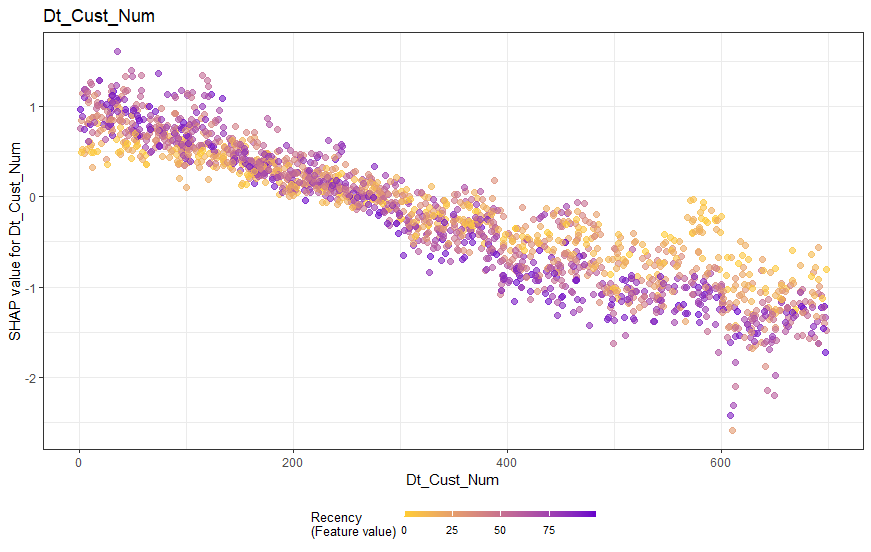 Dt_Cust_Num
SHAP value for Dt_Cust_Num
1
0
-1
-2
0 200 400 600
Dt_Cust_Num
Recency
(Feature value)
0 25 50 75